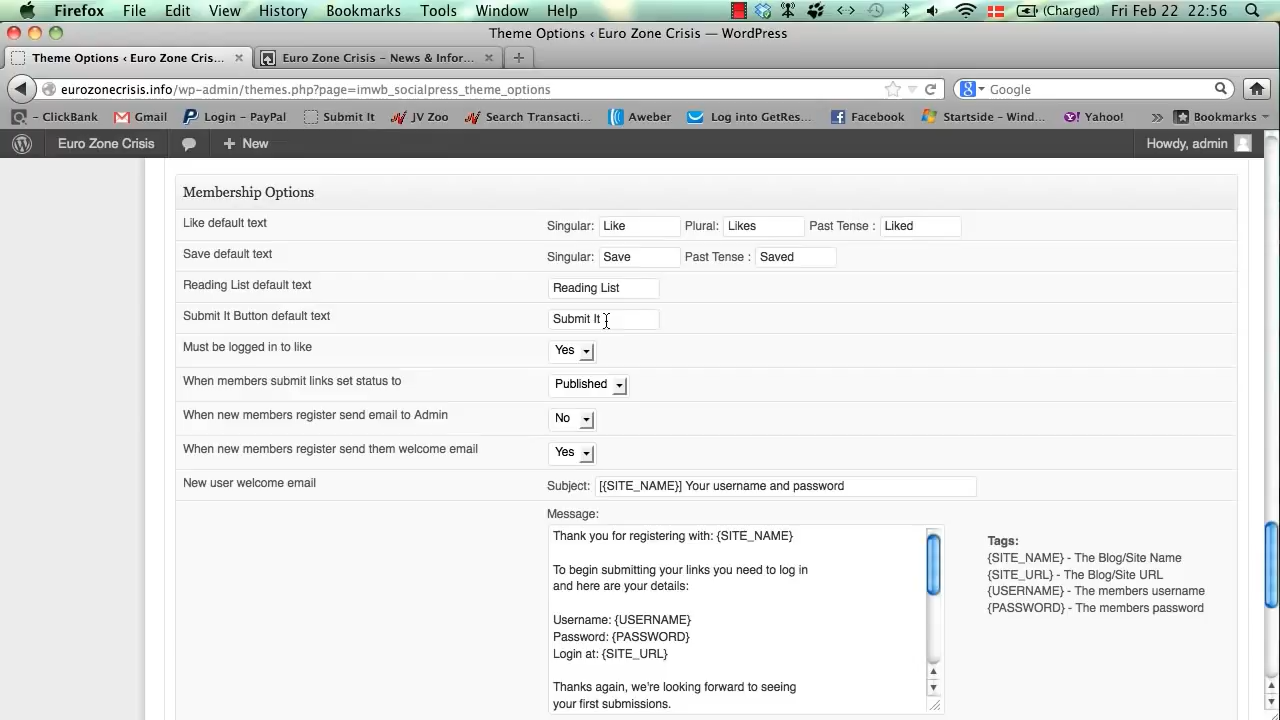 Firefox File Edit View History Bookmarks Tools Window Help (Charged) Fri Feb 22 22:56
Theme Options ‹ Euro Zone Crisis — WordPress
Theme Options ‹ Euro Zone Cris... Euro Zone Crisis – News & Infor...
eurozonecrisis.info/wp-admin/themes.php?page=imwb_socialpress_theme_options Google
- ClickBank Gmail Login – PayPal Submit It JV Zoo Search Transacti... Aweber Log into GetRes... Facebook Startside – Wind... Yahoo! » Bookmarks
Euro Zone Crisis + New Howdy, admin
Membership Options
Like default text Singular: Like Plural: Likes Past Tense : Liked
Save default text Singular: Save Past Tense : Saved
Reading List default text Reading List
Submit It Button default text Submit It
Must be logged in to like Yes
When members submit links set status to Published
When new members register send email to Admin No
When new members register send them welcome email Yes
New user welcome email Subject: [{SITE_NAME}] Your username and password
Message:
Thank you for registering with: {SITE_NAME}
To begin submitting your links you need to log in
and here are your details:
Username: {USERNAME}
Password: {PASSWORD}
Login at: {SITE_URL}
Thanks again, we're looking forward to seeing
your first submissions.
Tags:
{SITE_NAME} - The Blog/Site Name
{SITE_URL} - The Blog/Site URL
{USERNAME} - The members username
{PASSWORD} - The members password